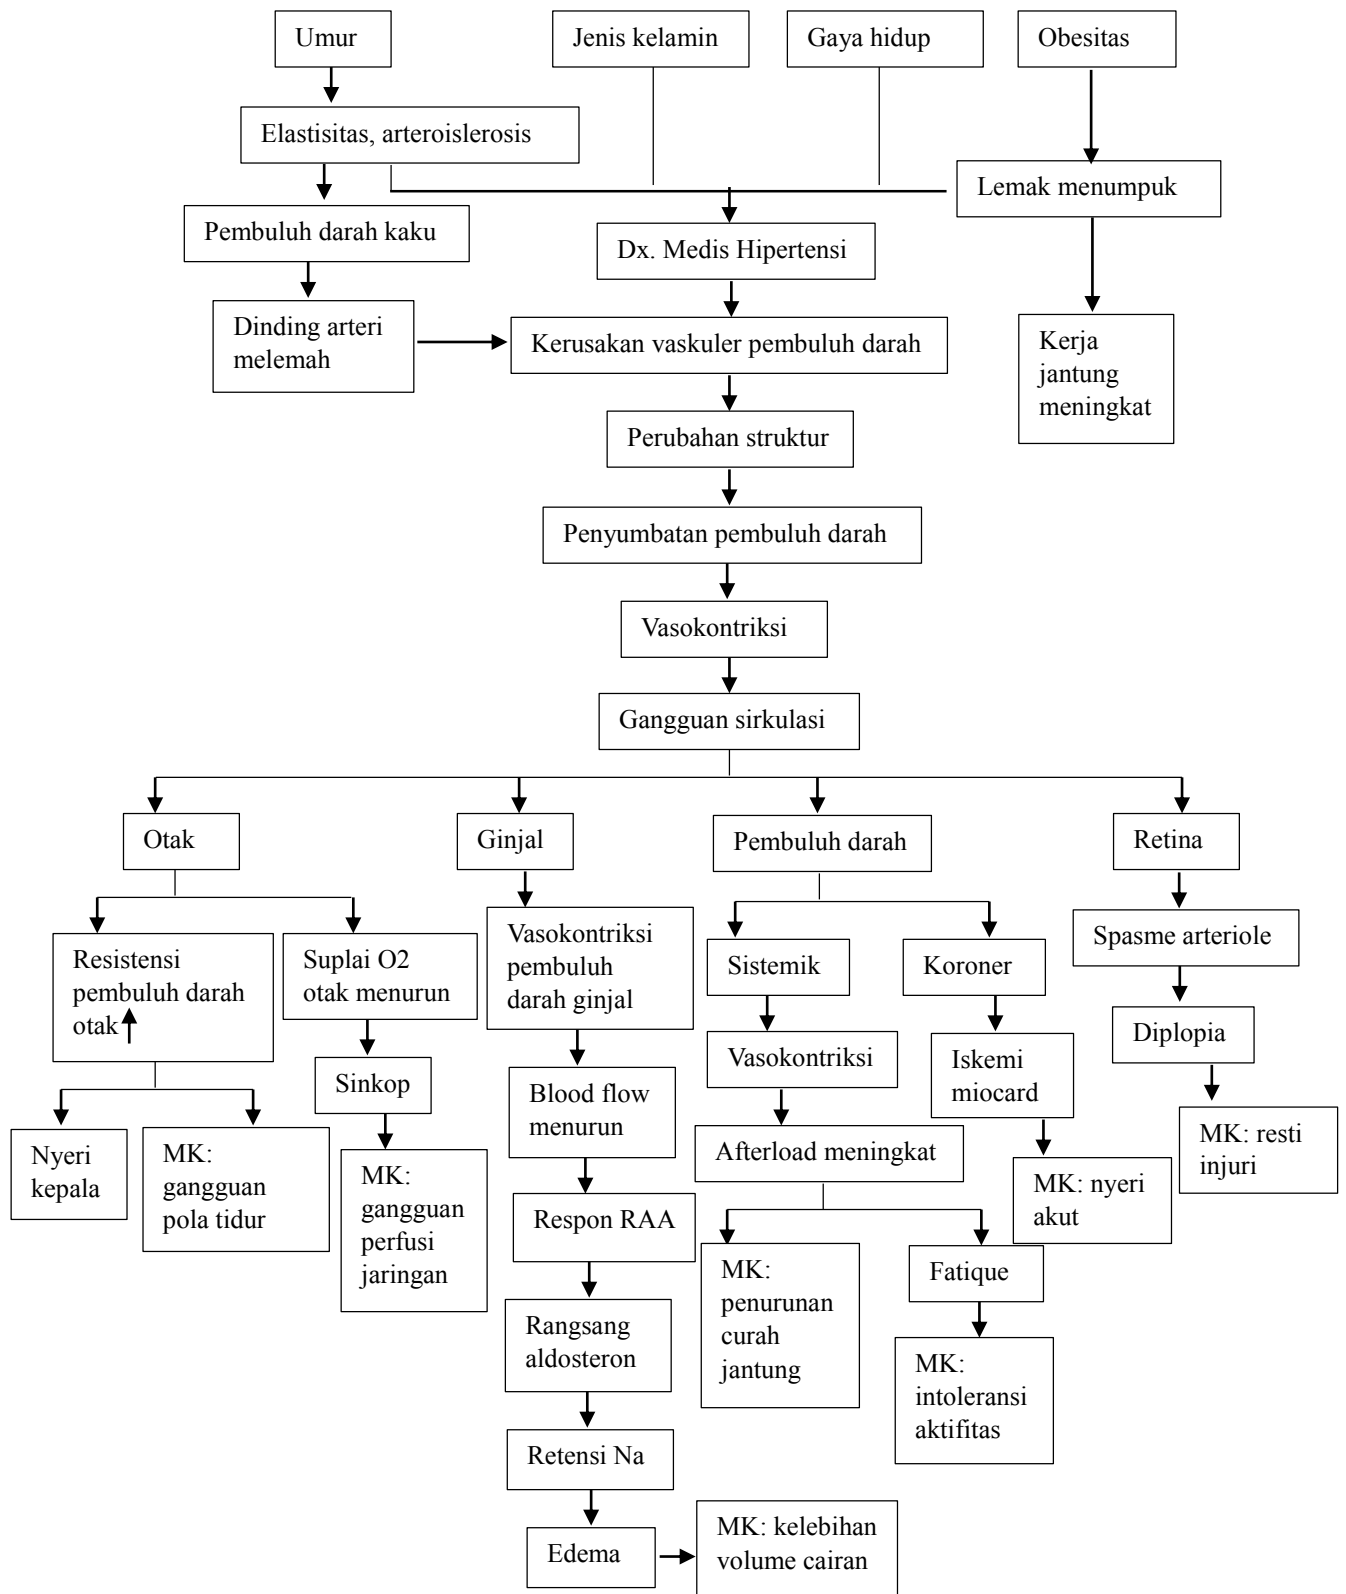 Umur
Jenis kelamin
Gaya hidup
Obesitas
Elastisitas, arteroislerosis
Lemak menumpuk
Pembuluh darah kaku
Dx. Medis Hipertensi
Dinding arteri
melemah
Kerusakan vaskuler pembuluh darah
Kerja
jantung
meningkat
Perubahan struktur
Penyumbatan pembuluh darah
Vasokontriksi
Gangguan sirkulasi
Otak
Ginjal
Pembuluh darah
Retina
Resistensi
pembuluh darah
otak
Suplai O2
otak menurun
Vasokontriksi
pembuluh
darah ginjal
Sistemik
Koroner
Spasme arteriole
Vasokontriksi
Iskemi
miocard
Diplopia
Sinkop
Blood flow
menurun
Nyeri
kepala
MK:
gangguan
pola tidur
MK:
gangguan
perfusi
jaringan
Afterload meningkat
MK: nyeri
akut
MK: resti
injuri
Respon RAA
MK:
penurunan
curah
jantung
Fatique
Rangsang
aldosteron
MK:
intoleransi
aktifitas
Retensi Na
Edema
MK: kelebihan
volume cairan